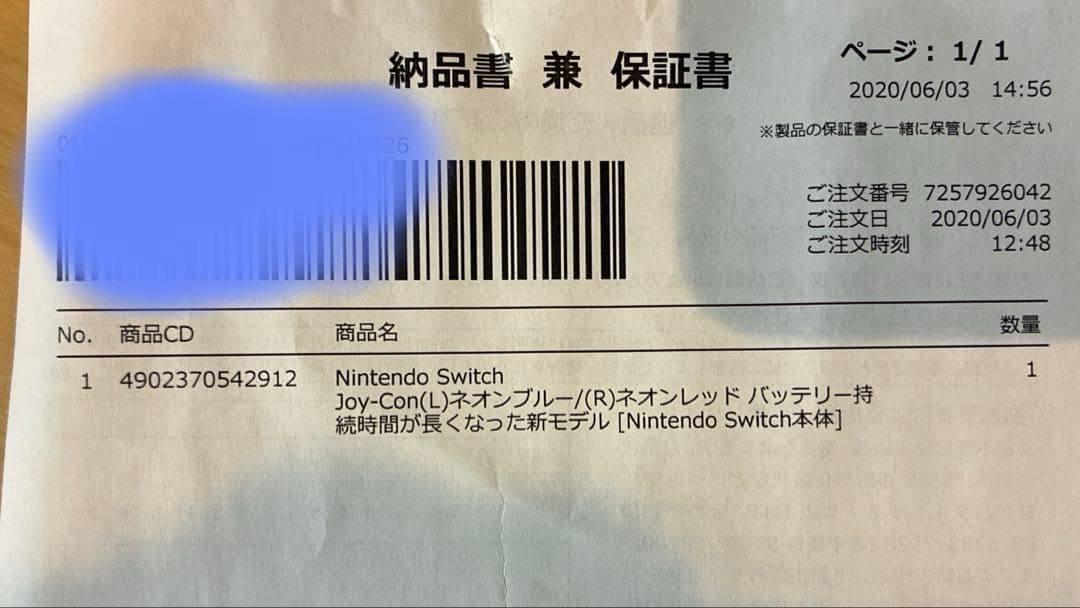 納品書 兼 保証書
ページ： 1/ 1
2020/06/03 14:56
※製品の保証書と一緒に保管してください
ご注文番号 7257926042
ご注文日 2020/06/03
ご注文時刻 12:48
No. 商品CD 商品名 数量
1 4902370542912 Nintendo Switch 1
Joy-Con(L)ネオンブルー/(R)ネオンレッド バッテリー持
続時間が長くなった新モデル [Nintendo Switch本体]